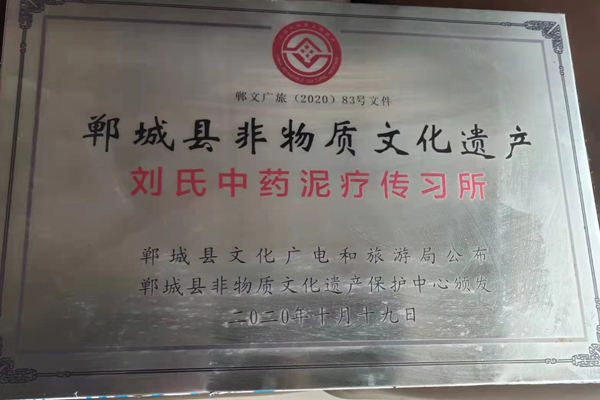 郸文广旅（2020）83号文件
郸城县非物质文化遗产
刘氏中药泥疗传习所
郸城县文化广电和旅游局公布
郸城县非物质文化遗产保护中心颁发
二〇二〇年十月十九日